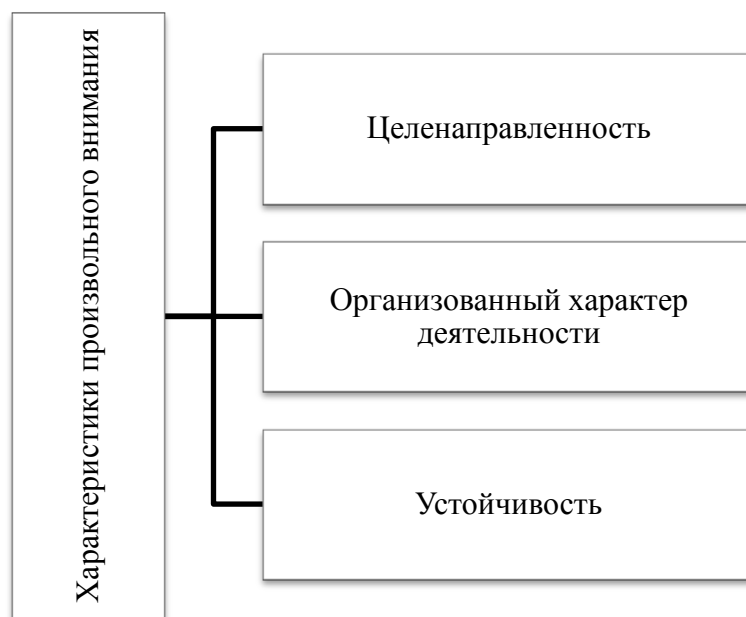 Характеристики произвольного внимания
Целенаправленность
Организованный характер
деятельности
Устойчивость